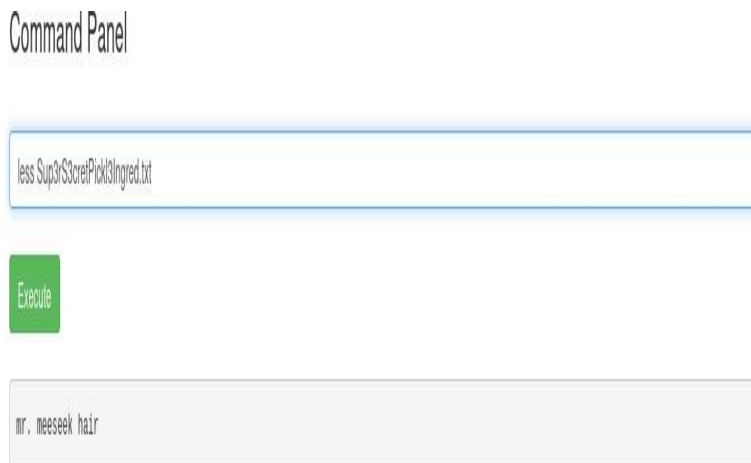 Command Panel
less Sup3rS3cretPickl3Ingred.txt
Execute
mr. meeseek hair